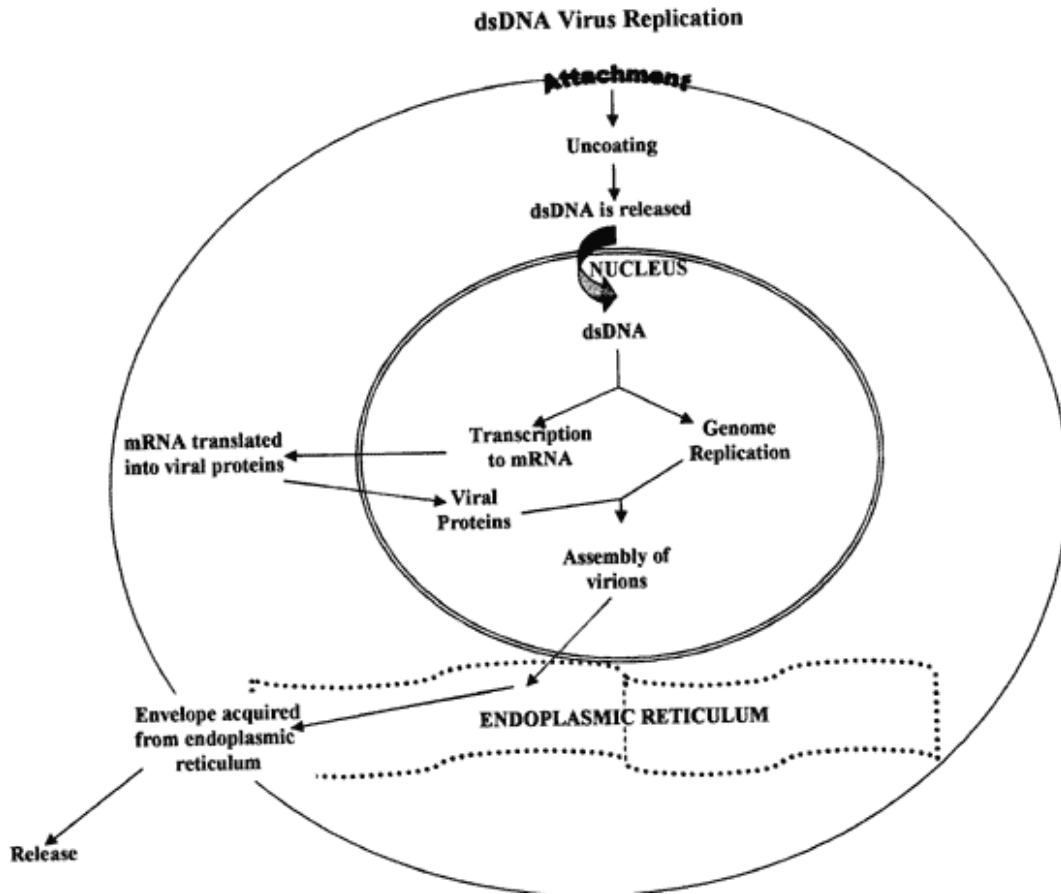 dsDNA Virus Replication
Attachment
Uncoating
dsDNA is released
NUCLEUS
dsDNA
Transcription
to mRNA
Genome
Replication
mRNA translated
into viral proteins
Viral
Proteins
Assembly of
virions
ENDOPLASMIC RETICULUM
Envelope acquired
from endoplasmic
reticulum
Release